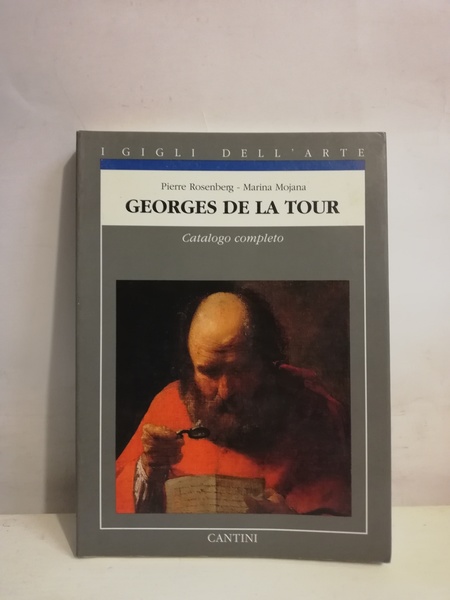 I GIGLI DELL'ARTE
Pierre Rosenberg - Marina Mojana
GEORGES DE LA TOUR
Catalogo completo
CANTINI